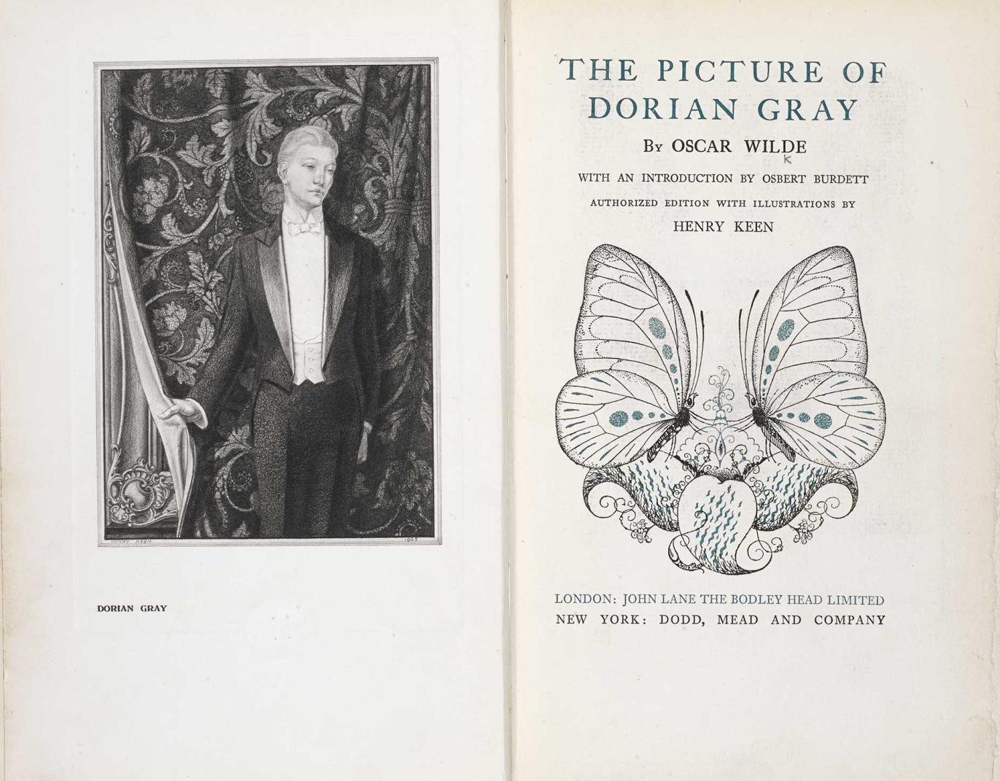 HENRY KEEN
1925
DORIAN GRAY
THE PICTURE OF
DORIAN GRAY
By OSCAR WILDE
K
WITH AN INTRODUCTION BY OSBERT BURDETT
AUTHORIZED EDITION WITH ILLUSTRATIONS BY
HENRY KEEN
LONDON: JOHN LANE THE BODLEY HEAD LIMITED
NEW YORK: DODD, MEAD AND COMPANY